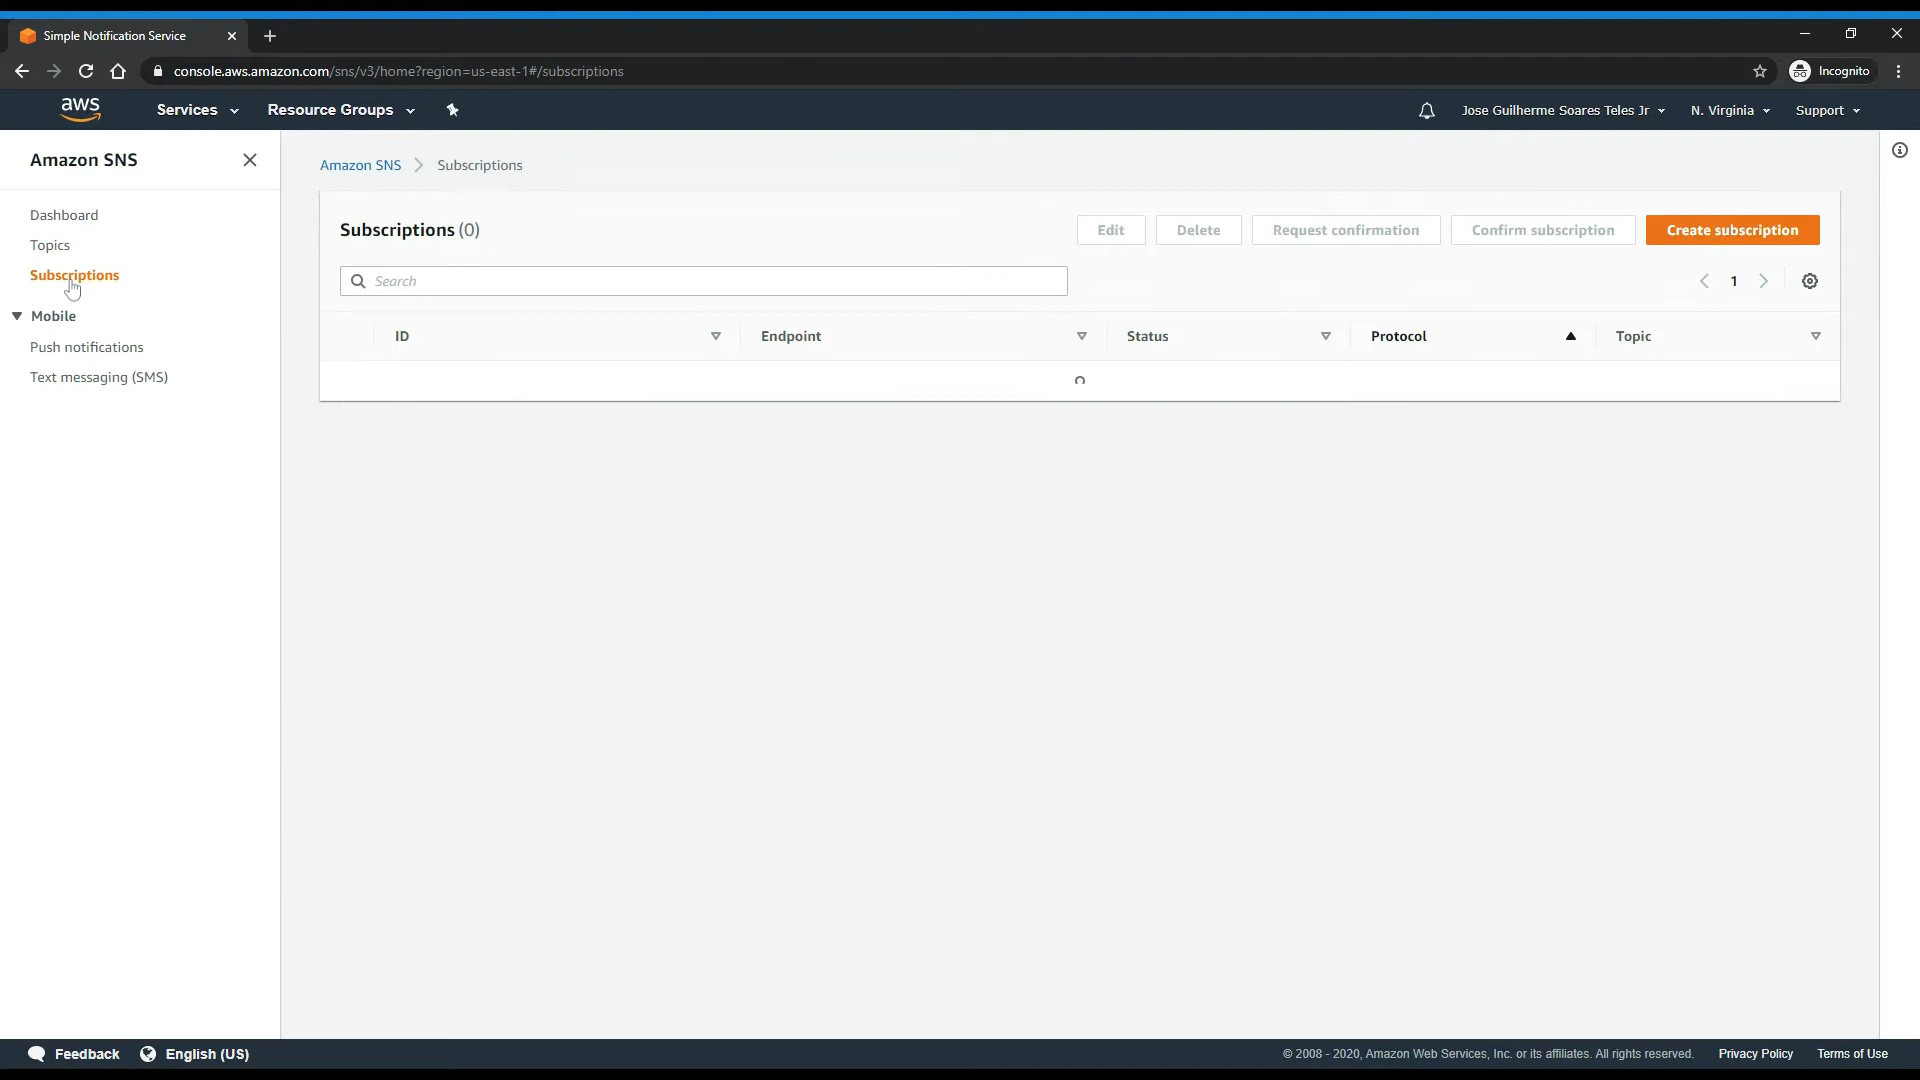 Simple Notification Service
console.aws.amazon.com/sns/v3/home?region=us-east-1#/subscriptions
Incognito
aws
Services
Resource Groups
Jose Guilherme Soares Teles Jr
N. Virginia
Support
Amazon SNS
Dashboard
Topics
Subscriptions
Mobile
Push notifications
Text messaging (SMS)
Amazon SNS
Subscriptions
Subscriptions (0)
Edit
Delete
Request confirmation
Confirm subscription
Create subscription
Search
1
ID
Endpoint
Status
Protocol
Topic
Feedback
English (US)
© 2008 - 2020, Amazon Web Services, Inc. or its affiliates. All rights reserved.
Privacy Policy
Terms of Use